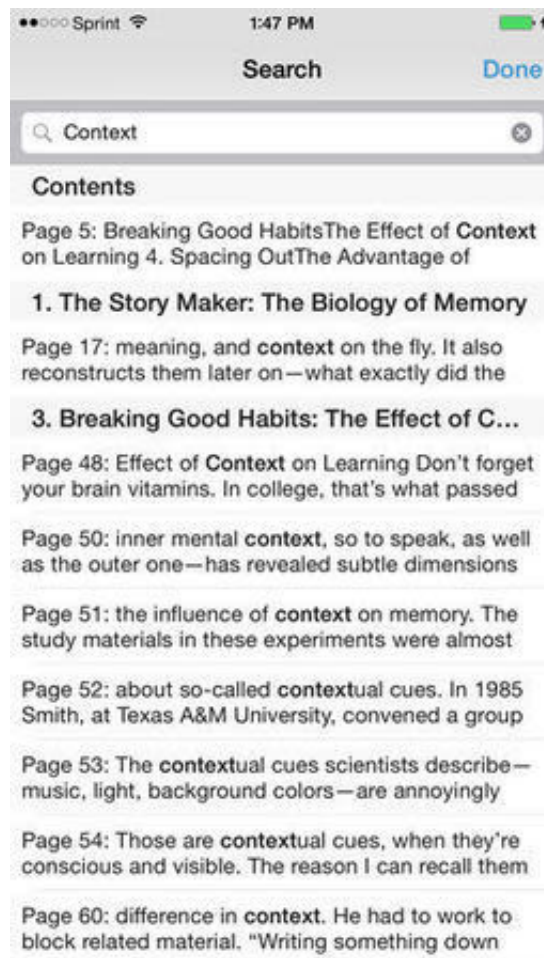 Sprint 1:47 PM
Search Done
Context
Contents
Page 5: Breaking Good HabitsThe Effect of Context
on Learning 4. Spacing OutThe Advantage of
1. The Story Maker: The Biology of Memory
Page 17: meaning, and context on the fly. It also
reconstructs them later on—what exactly did the
3. Breaking Good Habits: The Effect of C...
Page 48: Effect of Context on Learning Don't forget
your brain vitamins. In college, that's what passed
Page 50: inner mental context, so to speak, as well
as the outer one—has revealed subtle dimensions
Page 51: the influence of context on memory. The
study materials in these experiments were almost
Page 52: about so-called contextual cues. In 1985
Smith, at Texas A&M University, convened a group
Page 53: The contextual cues scientists describe—
music, light, background colors—are annoyingly
Page 54: Those are contextual cues, when they're
conscious and visible. The reason I can recall them
Page 60: difference in context. He had to work to
block related material. "Writing something down